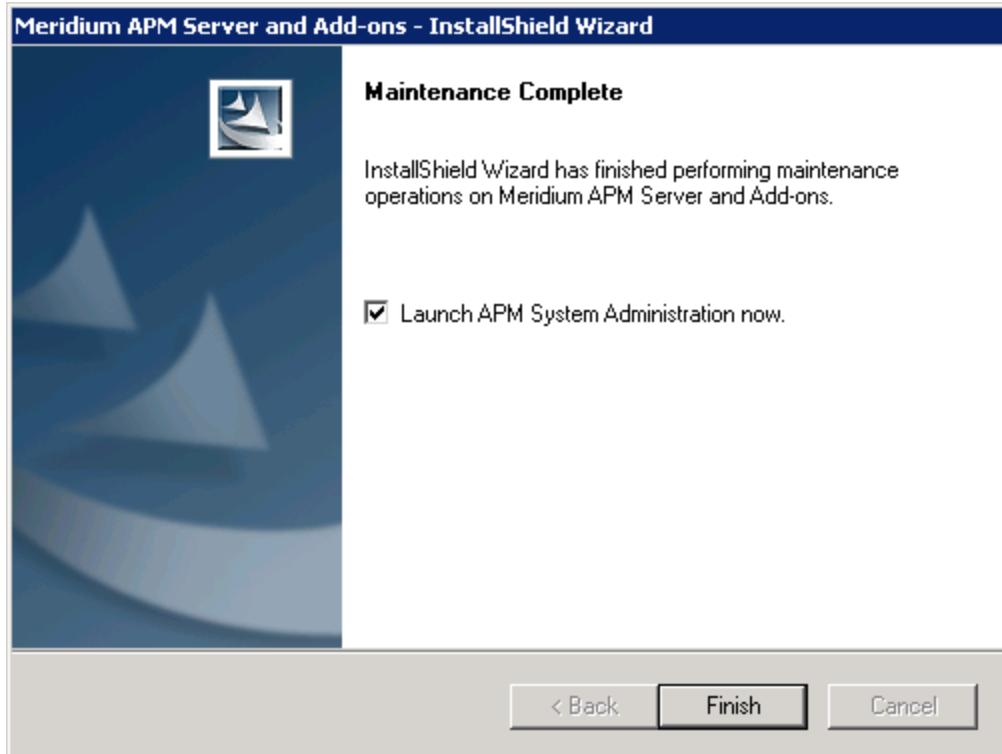 Meridium APM Server and Add-ons - InstallShield Wizard
Maintenance Complete
InstallShield Wizard has finished performing maintenance
operations on Meridium APM Server and Add-ons.
Launch APM System Administration now.
< Back Finish Cancel